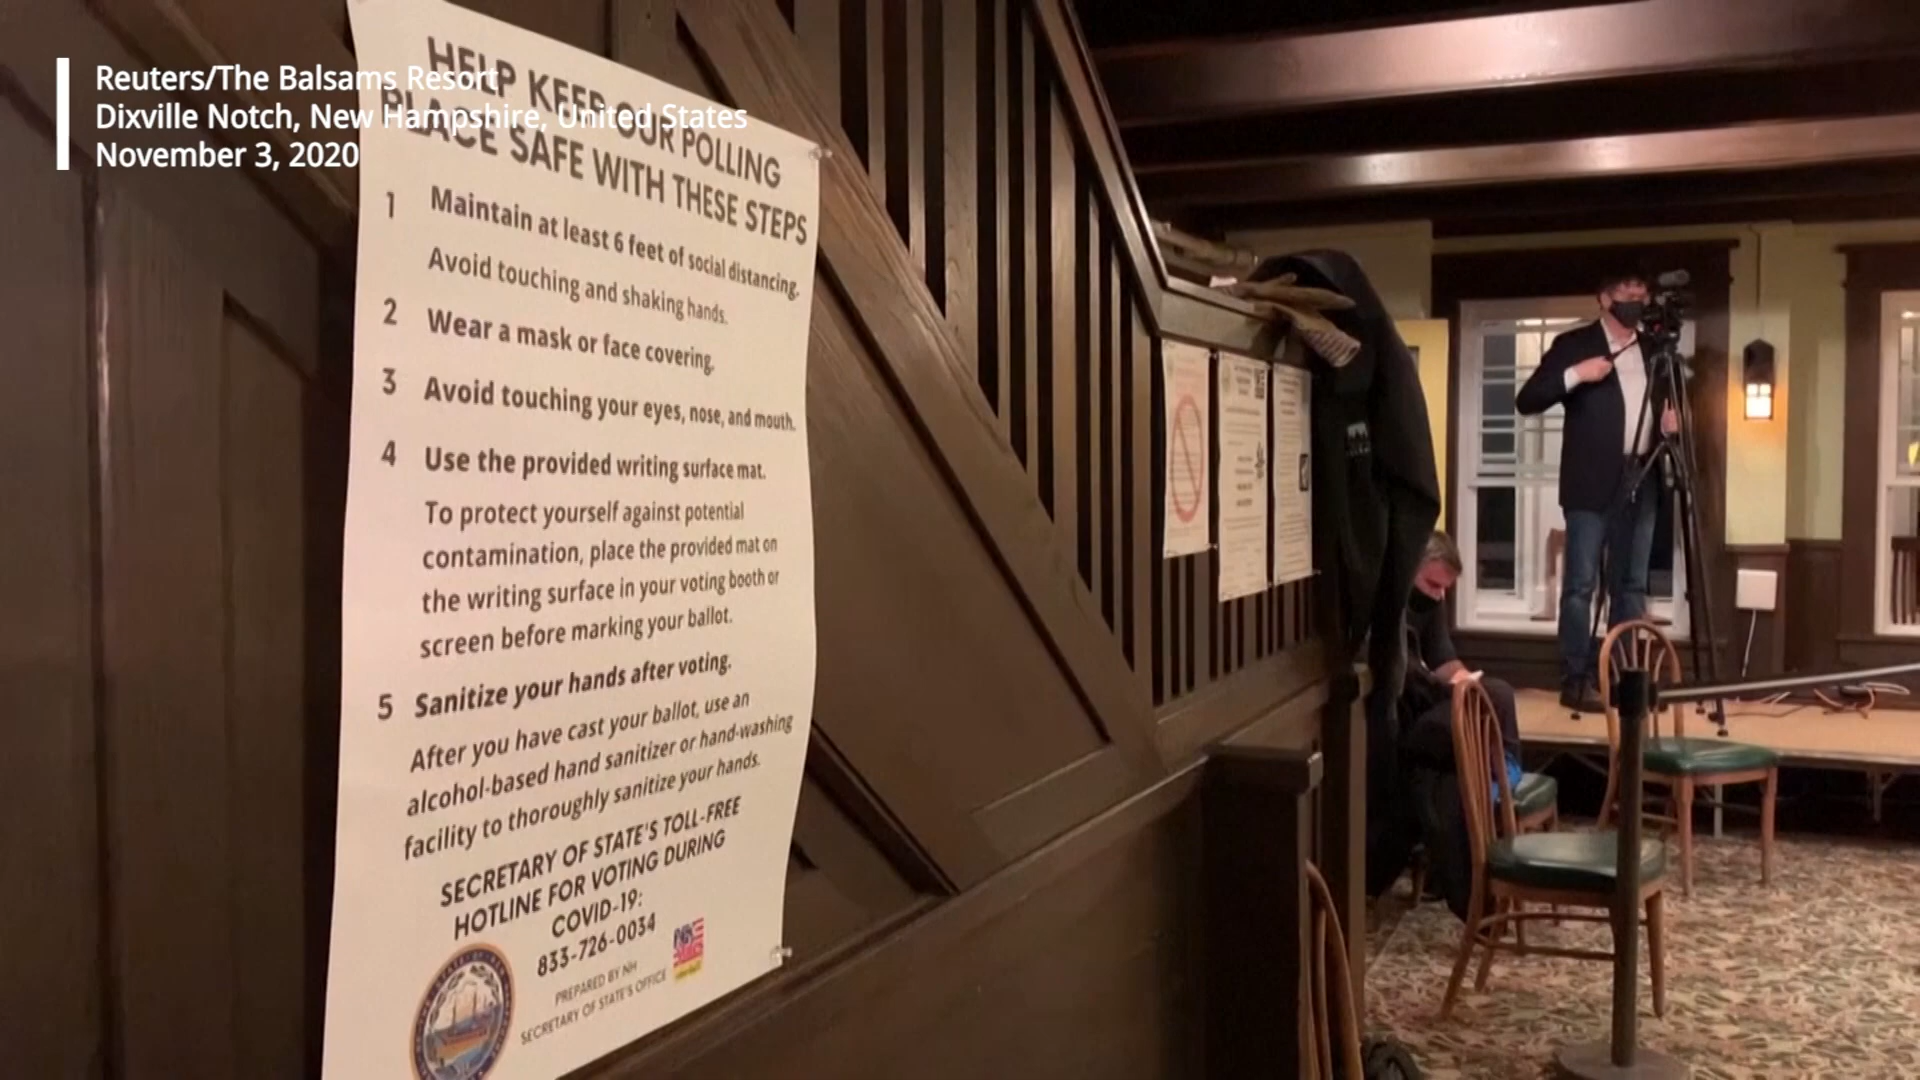 Reuters/The Balsams Resort
Dixville Notch, New Hampshire, United States
November 3, 2020
HELP KEEP OUR POLLING
PLACE SAFE WITH THESE STEPS
1 Maintain at least 6 feet of social distancing.
Avoid touching and shaking hands.
2 Wear a mask or face covering.
3 Avoid touching your eyes, nose, and mouth.
4 Use the provided writing surface mat.
To protect yourself against potential
contamination, place the provided mat on
the writing surface in your voting booth or
screen before marking your ballot.
5 Sanitize your hands after voting.
After you have cast your ballot, use an
alcohol-based hand sanitizer or hand-washing
facility to thoroughly sanitize your hands.
SECRETARY OF STATE'S TOLL-FREE
HOTLINE FOR VOTING DURING
COVID-19:
833-726-0034
PREPARED BY NH
SECRETARY OF STATE'S OFFICE